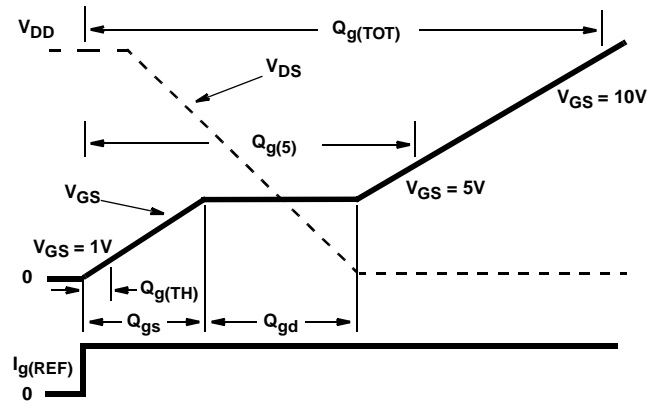 V_DD
Q_g(TOT)
V_DS
V_GS = 10V
Q_g(5)
V_GS
V_GS = 5V
V_GS = 1V
0
Q_g(TH)
Q_gs
Q_gd
I_g(REF)
0